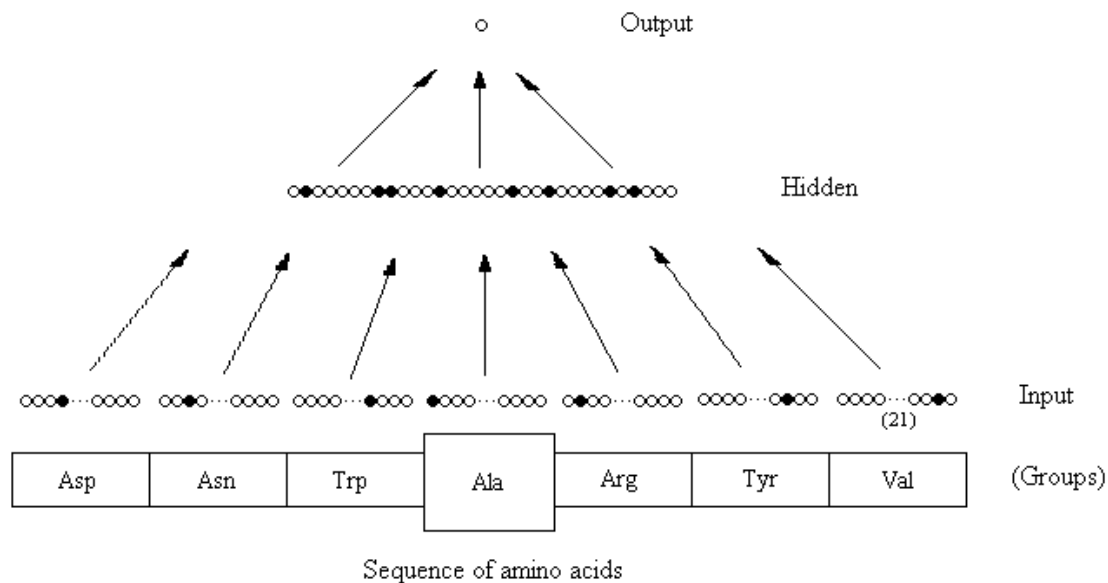 Output
Hidden
Input
(21)
Asp Asn Trp Ala Arg Tyr Val (Groups)
Sequence of amino acids